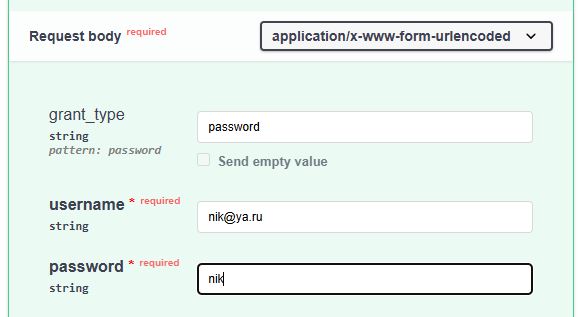 Request body required
application/x-www-form-urlencoded
grant_type
string
pattern: password
password
Send empty value
username * required
string
nik@ya.ru
password * required
string
nik